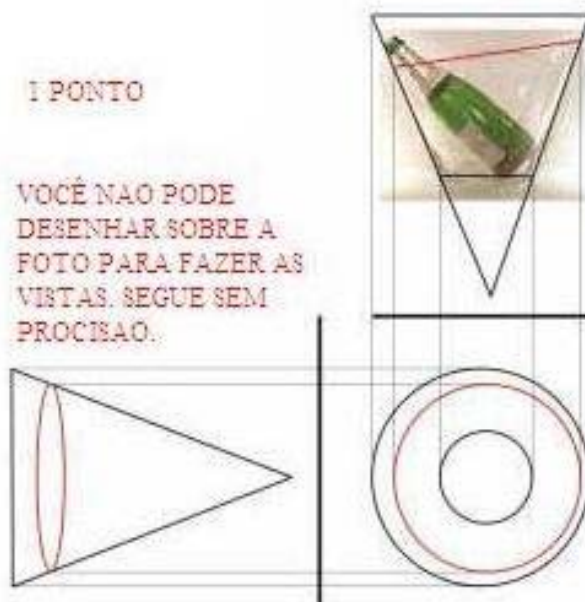 1 PONTO
VOCÊ NAO PODE
DESENHAR SOBRE A
FOTO PARA FAZER AS
VISTAS. SEGUE SEM
PROCISAO.